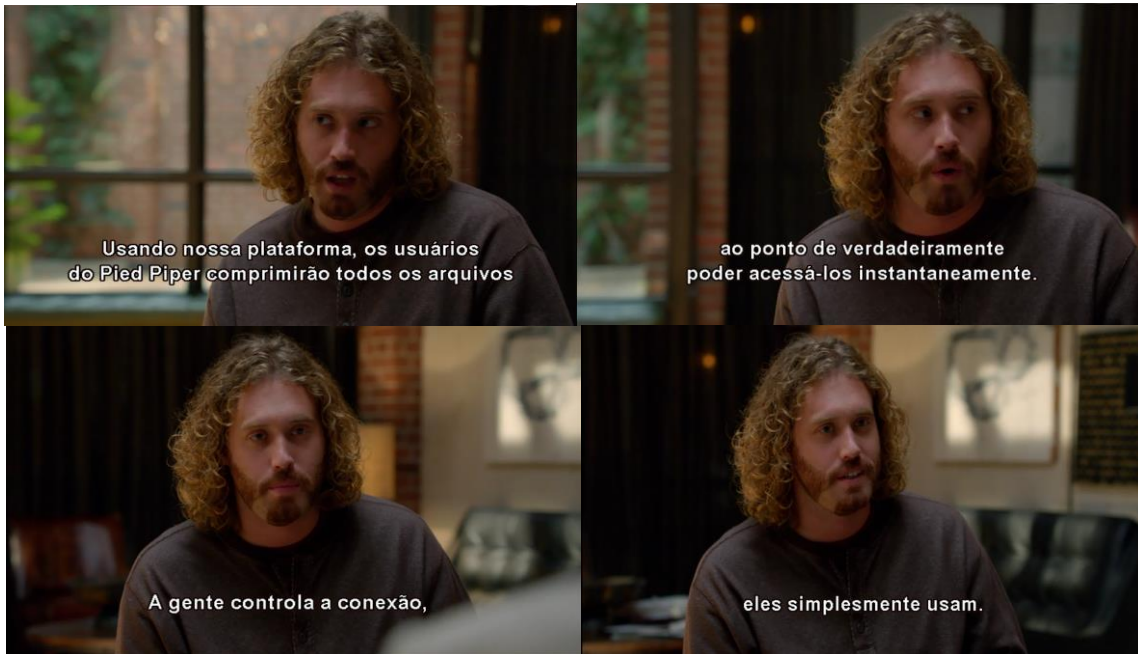 Usando nossa plataforma, os usuários
do Pied Piper comprimirão todos os arquivos
ao ponto de verdadeiramente
poder acessá-los instantaneamente.
A gente controla a conexão,
eles simplesmente usam.